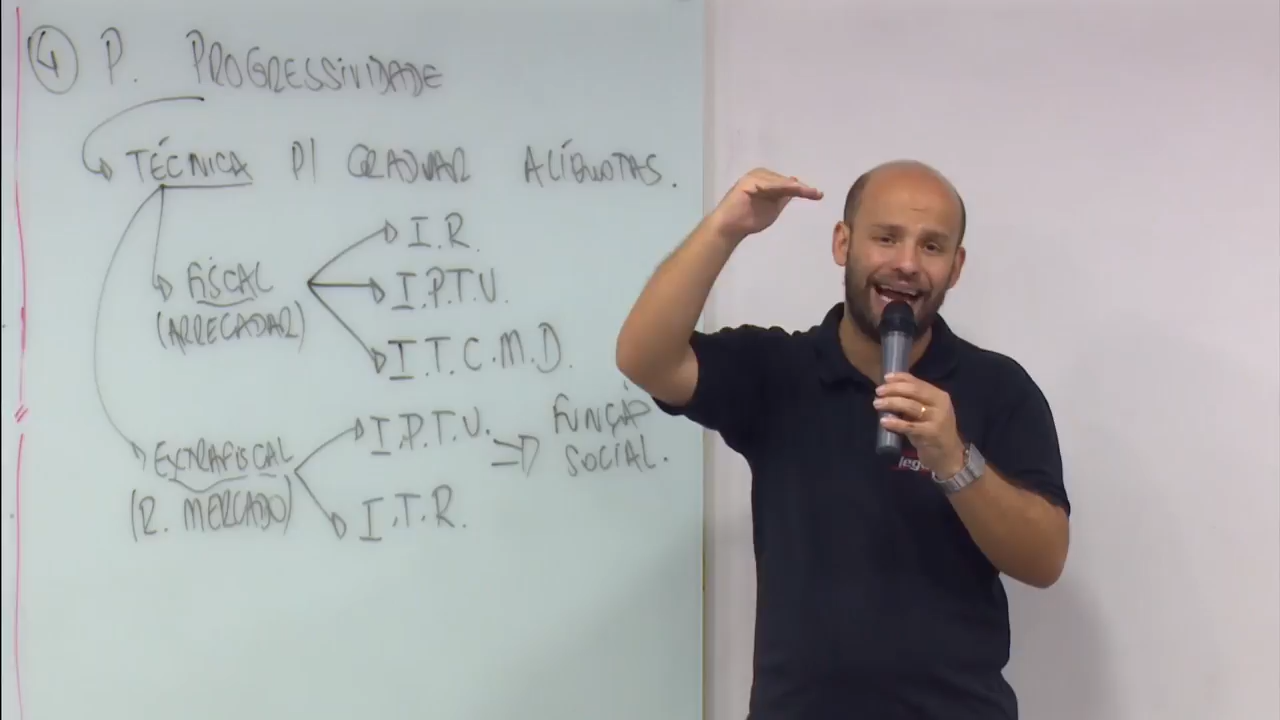 4 P. PROGRESSIVIDADE
TÉCNICA P/ GRADUAR ALÍQUOTAS.
FISCAL
(ARRECADAR)
I.R.
I.P.T.U.
I.T.C.M.D.
EXTRAFISCAL
(R. MERCADO)
I.P.T.U.
FUNÇÃO
SOCIAL.
I.T.R.